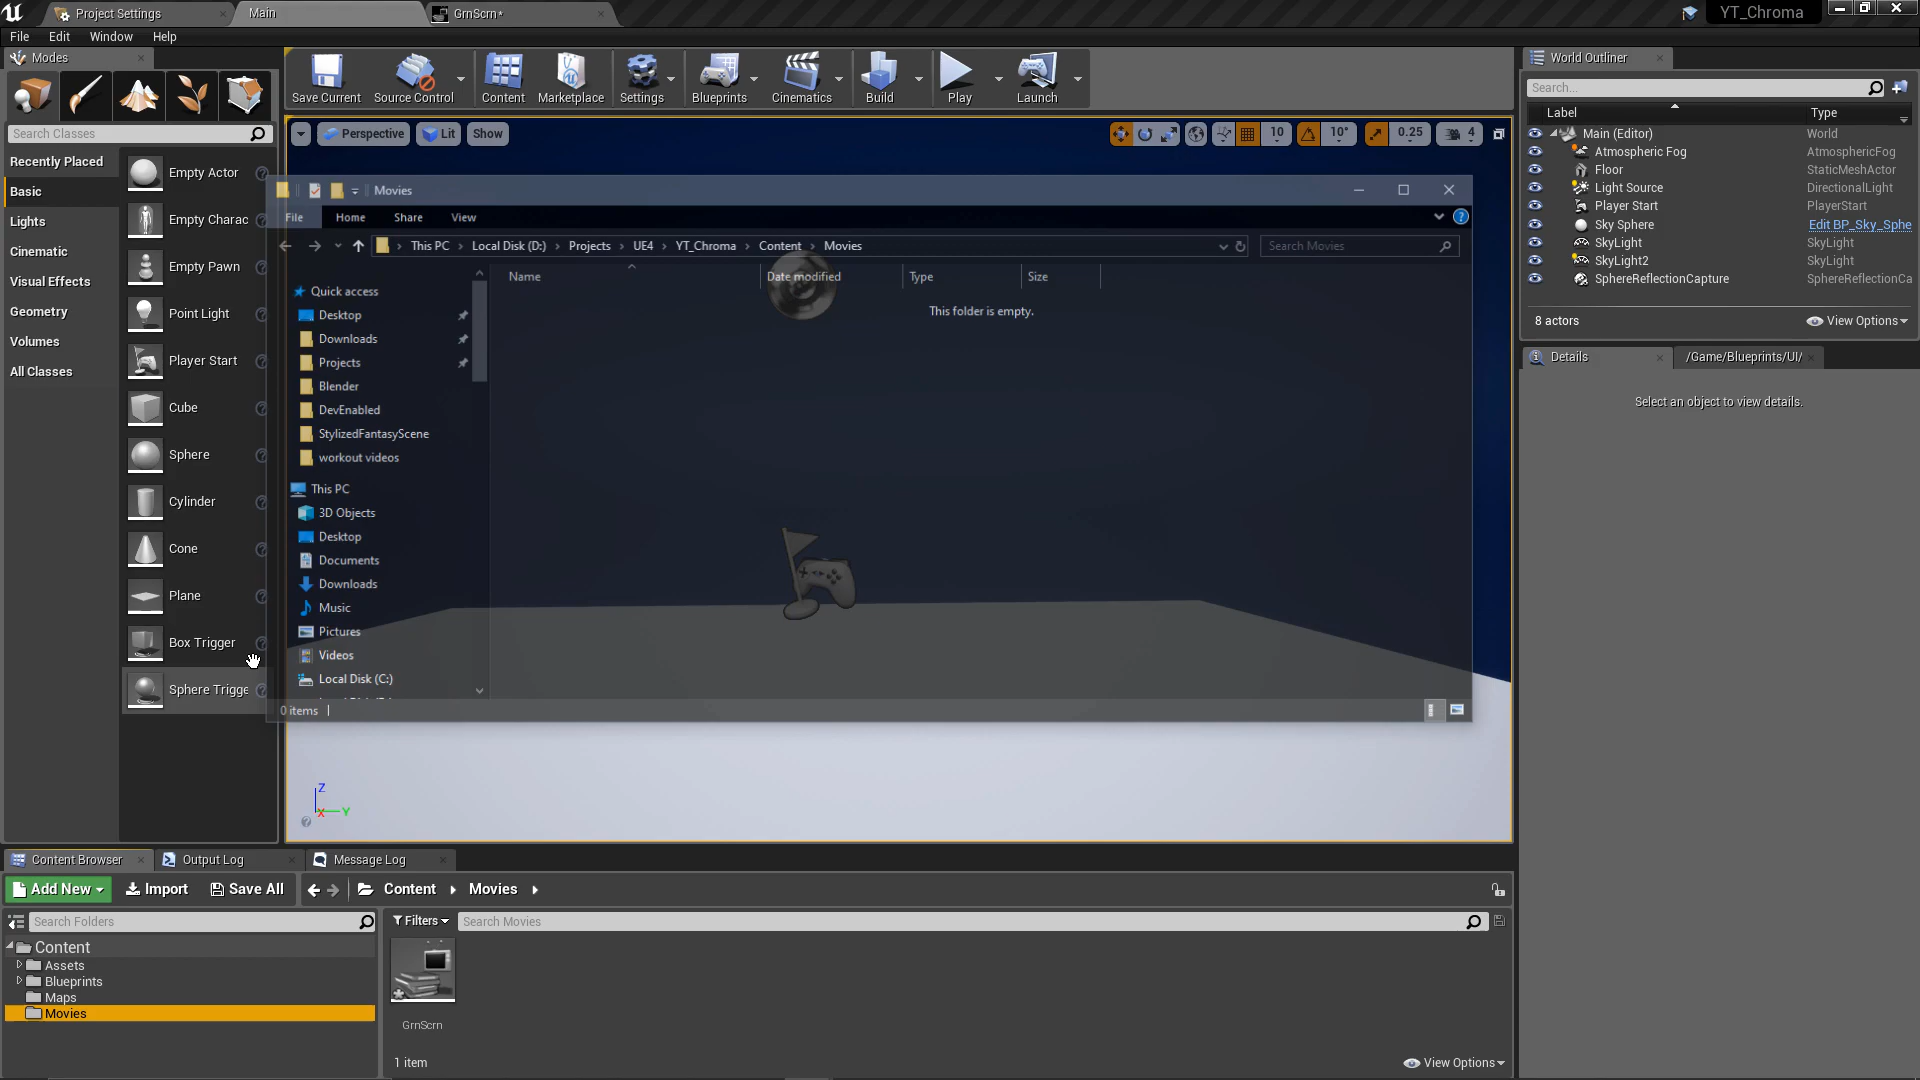 Project Settings
Main
GrnScrn*
YT_Chroma
File Edit Window Help
Modes
Save Current
Source Control
Content
Marketplace
Settings
Blueprints
Cinematics
Build
Play
Launch
Search Classes
Recently Placed
Basic
Lights
Cinematic
Visual Effects
Geometry
Volumes
All Classes
Empty Actor
Empty Charac
Empty Pawn
Point Light
Player Start
Cube
Sphere
Cylinder
Cone
Plane
Box Trigger
Sphere Trigge
Perspective Lit Show
10 10° 0.25 4
Movies
File Home Share View
This PC Local Disk (D:) Projects UE4 YT_Chroma Content Movies
Search Movies
Name Date modified Type Size
This folder is empty.
Quick access
Desktop
Downloads
Projects
Blender
DevEnabled
StylizedFantasyScene
workout videos
This PC
3D Objects
Desktop
Documents
Downloads
Music
Pictures
Videos
Local Disk (C:)
0 items
Z
X Y
World Outliner
Search...
Label Type
Main (Editor) World
Atmospheric Fog AtmosphericFog
Floor StaticMeshActor
Light Source DirectionalLight
Player Start PlayerStart
Sky Sphere Edit BP_Sky_Sphe
SkyLight SkyLight
SkyLight2 SkyLight
SphereReflectionCapture SphereReflectionCa
8 actors View Options
Details
/Game/Blueprints/UI/
Select an object to view details.
Content Browser
Output Log
Message Log
Add New Import Save All Content Movies
Search Folders
Filters
Search Movies
Content
Assets
Blueprints
Maps
Movies
GrnScrn
1 item
View Options